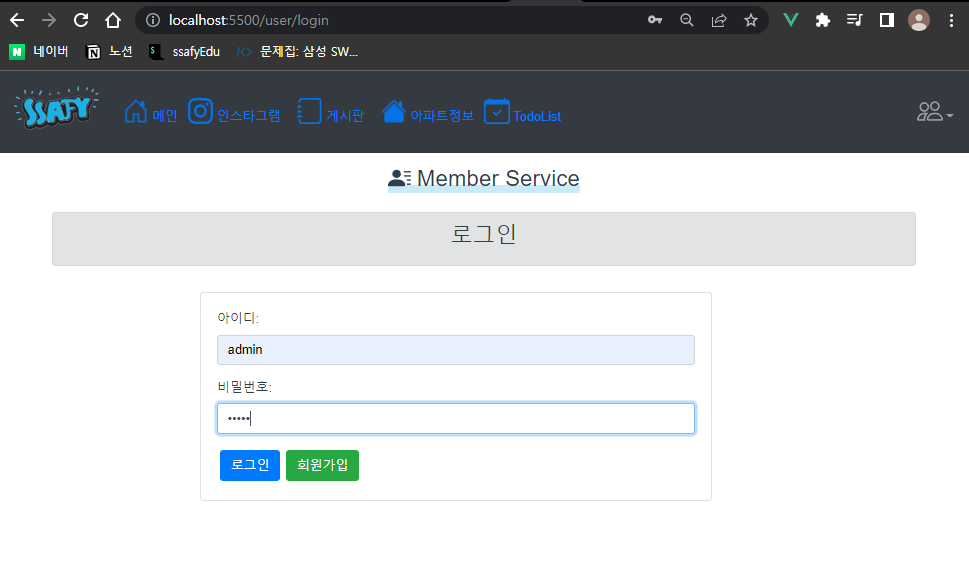 localhost:5500/user/login
N 네이버 N 노션 S ssafyEdu </> 문제집: 삼성 SW...
SSAFY 메인 인스타그램 게시판 아파트정보 TodoList
Member Service
로그인
아이디:
admin
비밀번호:
•••••
로그인 회원가입